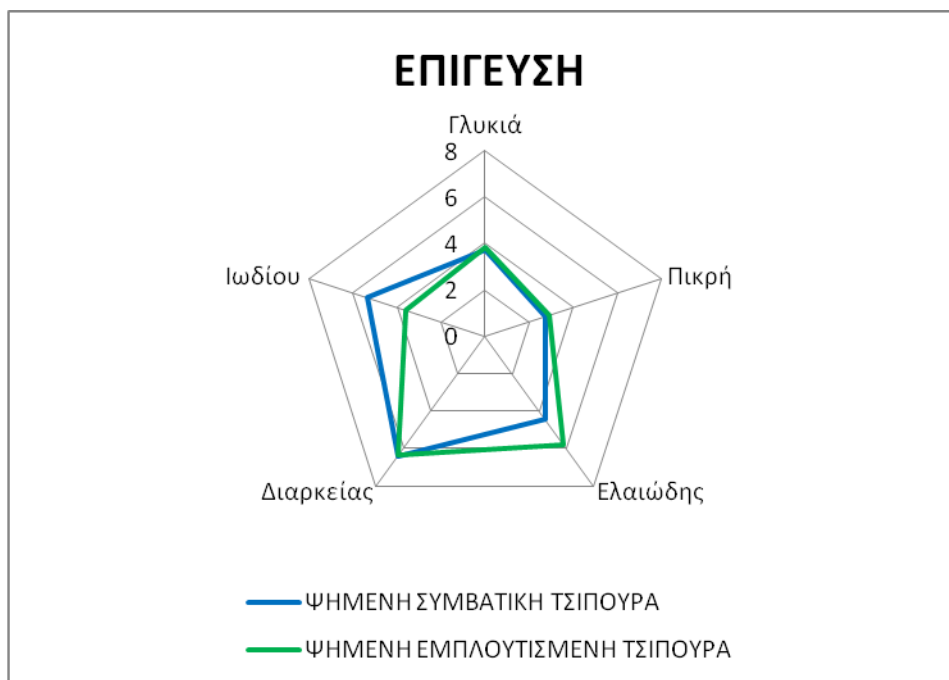 ΕΠΙΓΕΥΣΗ
Γλυκιά
8
6
4
2
0
Ιωδίου
Πικρή
Διαρκείας
Ελαιώδης
ΨΗΜΕΝΗ ΣΥΜΒΑΤΙΚΗ ΤΣΙΠΟΥΡΑ
ΨΗΜΕΝΗ ΕΜΠΛΟΥΤΙΣΜΕΝΗ ΤΣΙΠΟΥΡΑ